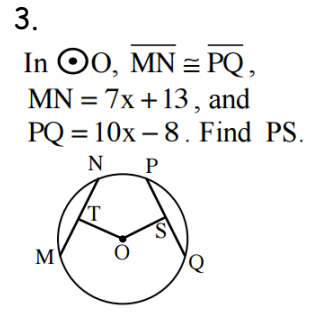 3.
In ⊙O, MN ≅ PQ,
MN = 7x + 13, and
PQ = 10x – 8. Find PS.
N P
T
S
M O Q